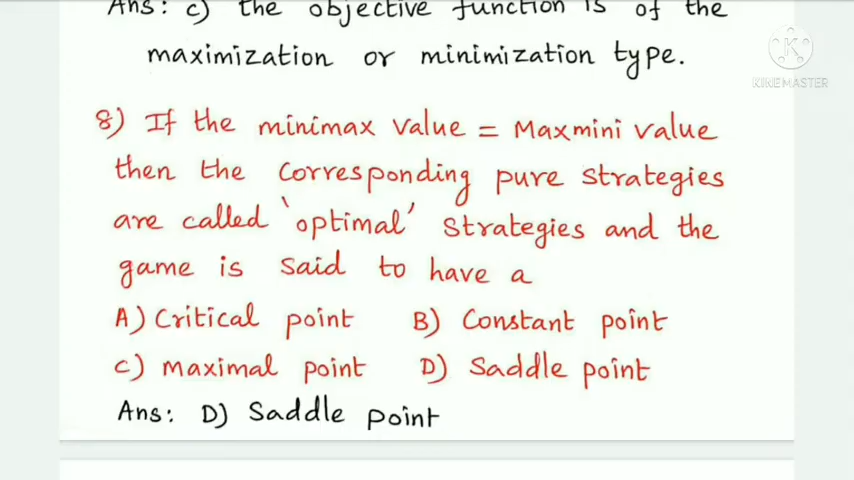 Ans: c) the objective function is of the
maximization or minimization type.
KINEMASTER
8) If the minimax value = Maxmini value
then the corresponding pure strategies
are called 'optimal' strategies and the
game is said to have a
A) Critical point B) Constant point
C) maximal point D) Saddle point
Ans: D) Saddle point